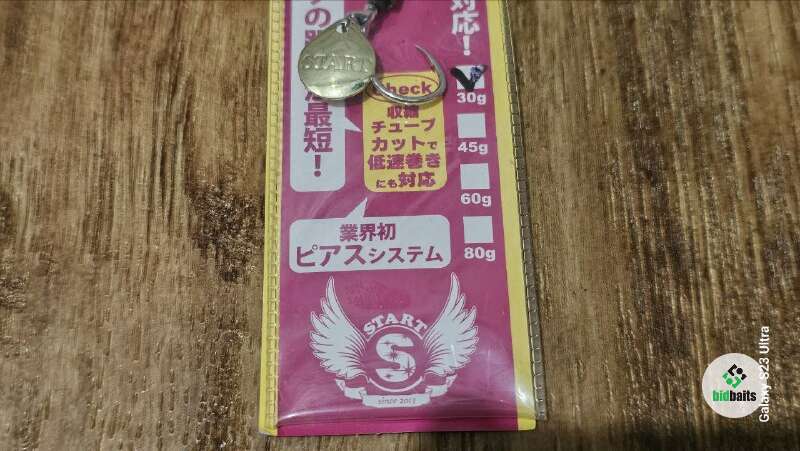 対応!
最短!
START
Check
収縮
チューブ
カットで
低速巻き
にも対応
30g
45g
60g
80g
業界初
ピアスシステム
START
S
since 2013
bidbaits
Galaxy S23 Ultra